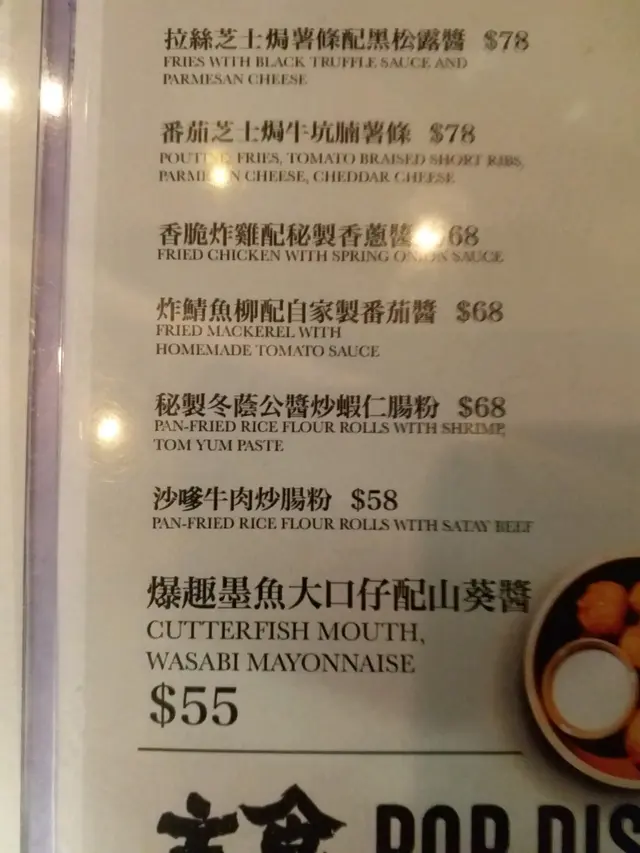 拉絲芝士焗薯條配黑松露醬 $78
FRIES WITH BLACK TRUFFLE SAUCE AND
PARMESAN CHEESE
番茄芝士焗牛坑腩薯條 $78
FRIES, TOMATO BRAISED SHORT RIBS,
CHEESE, CHEDDAR CHEESE
香脆炸雞配秘製香蔥醬 68
FRIED CHICKEN WITH SPRING ONION SAUCE
炸鯖魚柳配自家製番茄醬 $68
FRIED MACKEREL WITH
HOMEMADE TOMATO SAUCE
秘製冬蔭公醬炒蝦仁腸粉 $68
PAN-FRIED RICE FLOUR ROLLS WITH SHRIMP,
TOM YUM PASTE
沙嗲牛肉炒腸粉 $58
PAN-FRIED RICE FLOUR ROLLS WITH SATAY BEEF
爆趣墨魚大口仔配山葵醬
CUTTERFISH MOUTH,
WASABI MAYONNAISE
$55